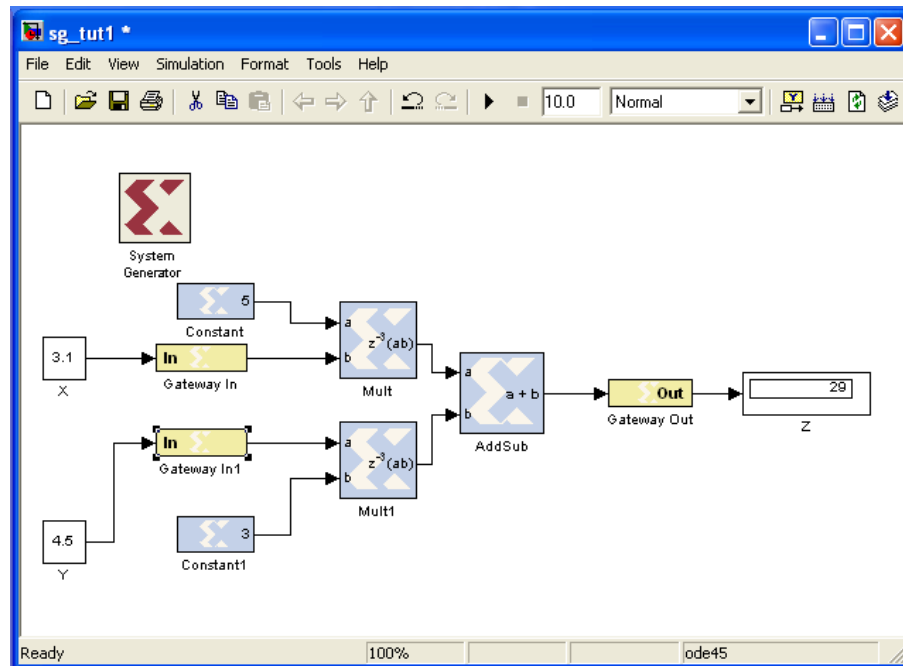 sg_tut1 *
File Edit View Simulation Format Tools Help
10.0 Normal
System
Generator
5
Constant
3.1
X
In
Gateway In
a
b
z⁻³(ab)
Mult
a
b
a + b
AddSub
Out
Gateway Out
29
Z
In
Gateway In1
a
b
z⁻³(ab)
Mult1
4.5
Y
3
Constant1
Ready 100% ode45